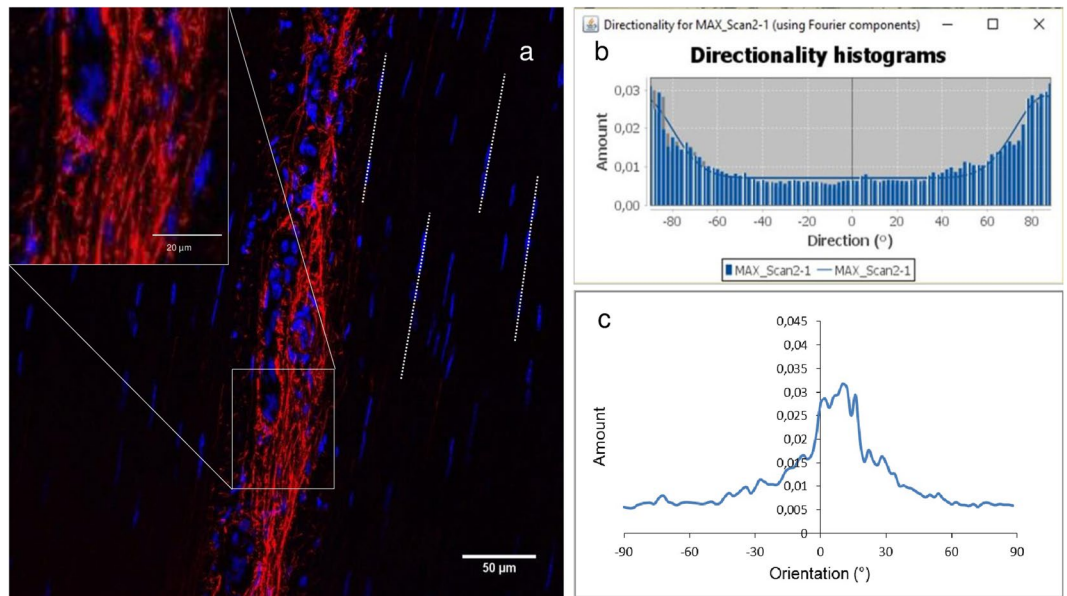 a
20 µm
50 µm
Directionality for MAX_Scan2-1 (using Fourier components)
b
Directionality histograms
0,03
0,02
0,01
0,00
Amount
-80 -60 -40 -20 0 20 40 60 80
Direction (°)
MAX_Scan2-1 MAX_Scan2-1
c
0,045
0,04
0,035
0,03
0,025
0,02
0,015
0,01
0,005
0
Amount
-90 -60 -30 0 30 60 90
Orientation (°)